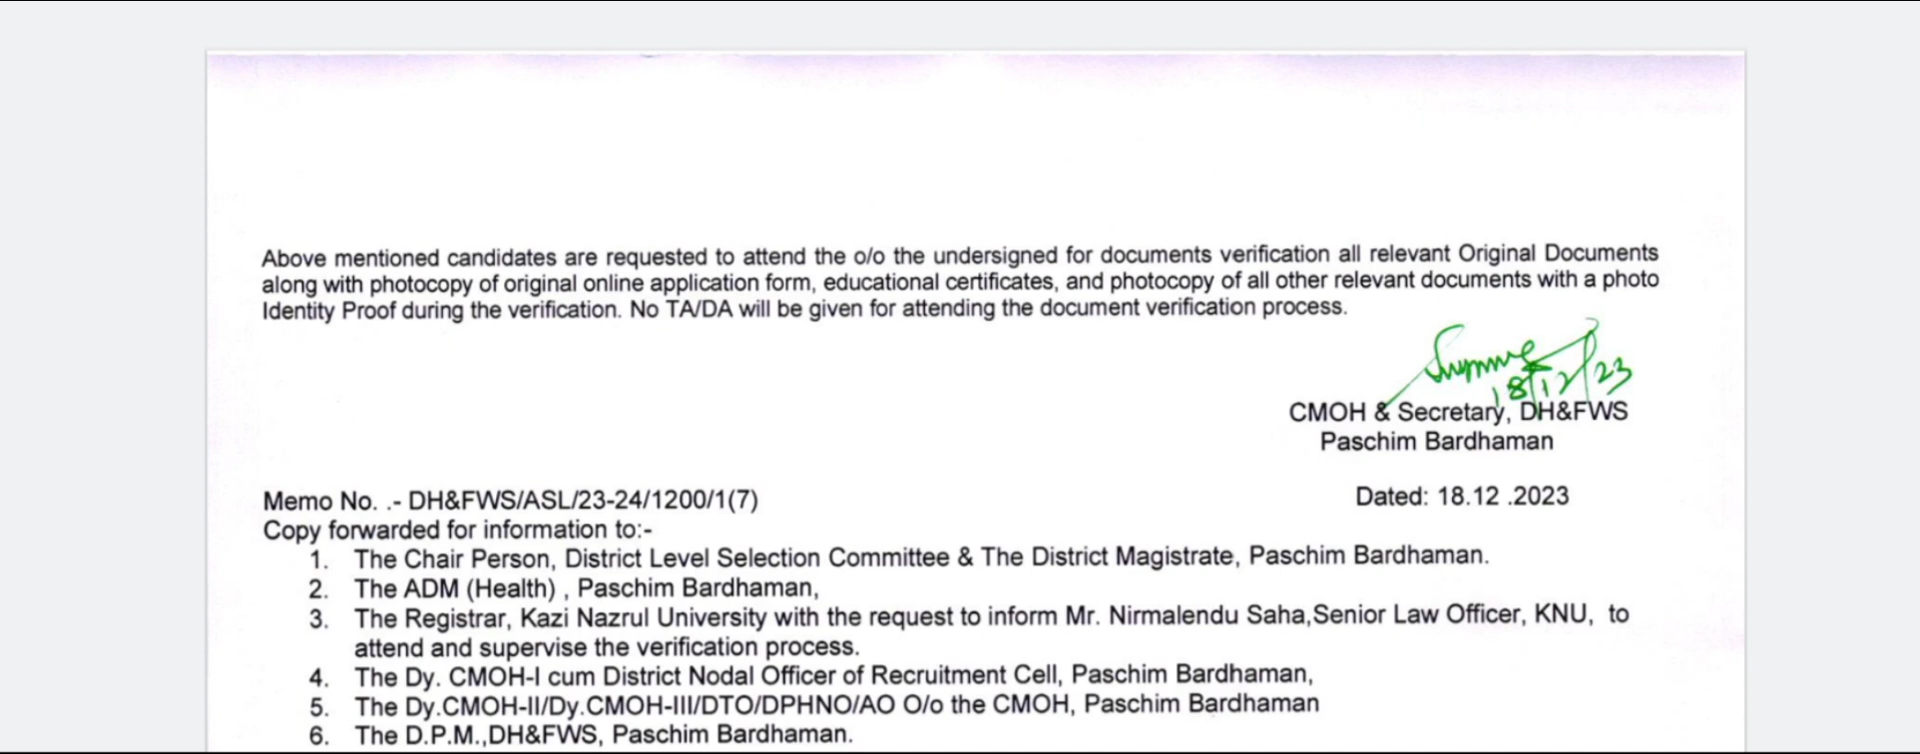 Above mentioned candidates are requested to attend the o/o the undersigned for documents verification all relevant Original Documents
along with photocopy of original online application form, educational certificates, and photocopy of all other relevant documents with a photo
Identity Proof during the verification. No TA/DA will be given for attending the document verification process.
18/12/23
CMOH & Secretary, DH&FWS
Paschim Bardhaman
Memo No. .- DH&FWS/ASL/23-24/1200/1(7) Dated: 18.12 .2023
Copy forwarded for information to:-
1. The Chair Person, District Level Selection Committee & The District Magistrate, Paschim Bardhaman.
2. The ADM (Health) , Paschim Bardhaman,
3. The Registrar, Kazi Nazrul University with the request to inform Mr. Nirmalendu Saha,Senior Law Officer, KNU, to
attend and supervise the verification process.
4. The Dy. CMOH-I cum District Nodal Officer of Recruitment Cell, Paschim Bardhaman,
5. The Dy.CMOH-II/Dy.CMOH-III/DTO/DPHNO/AO O/o the CMOH, Paschim Bardhaman
6. The D.P.M.,DH&FWS, Paschim Bardhaman.